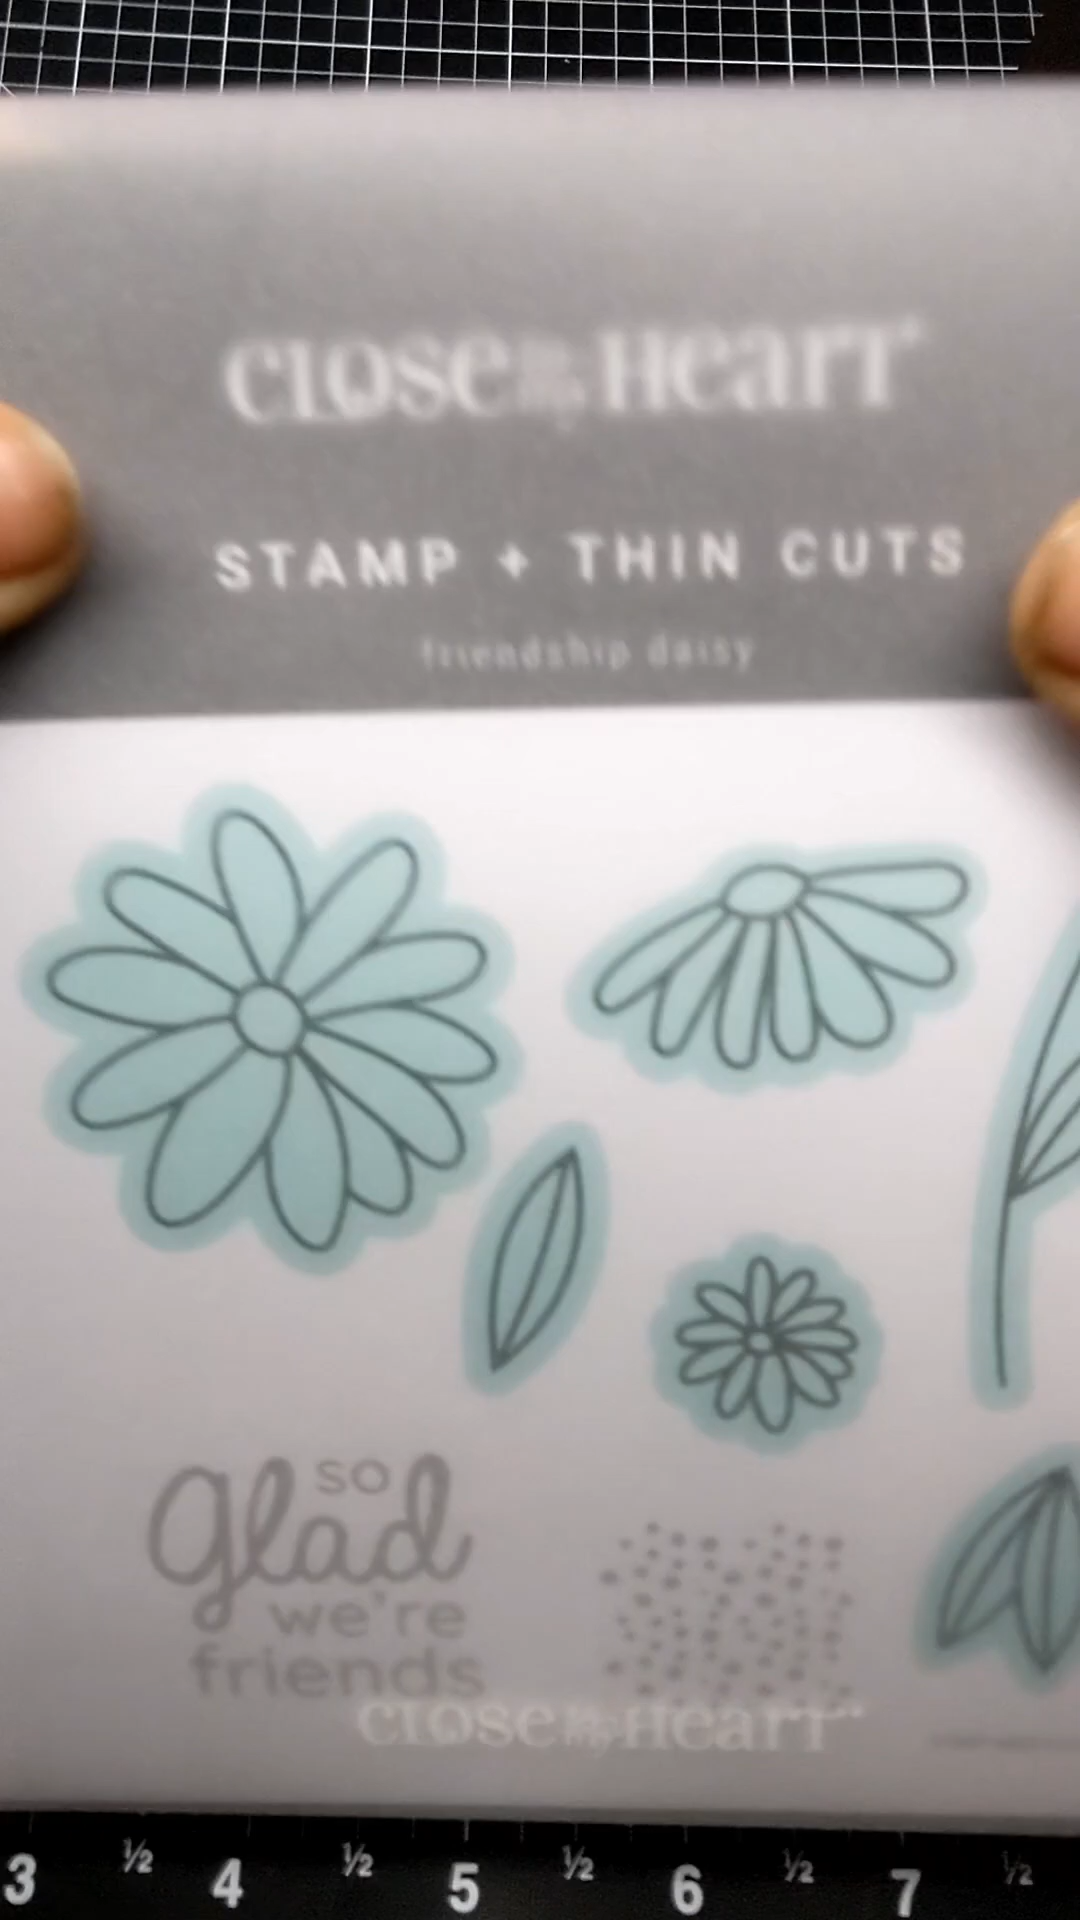 CLOSE TO MY HEART
STAMP + THIN CUTS
friendship daisy
so
glad
we're
friends
CLOSE TO MY HEART
3 ½ 4 ½ 5 ½ 6 ½ 7 ½